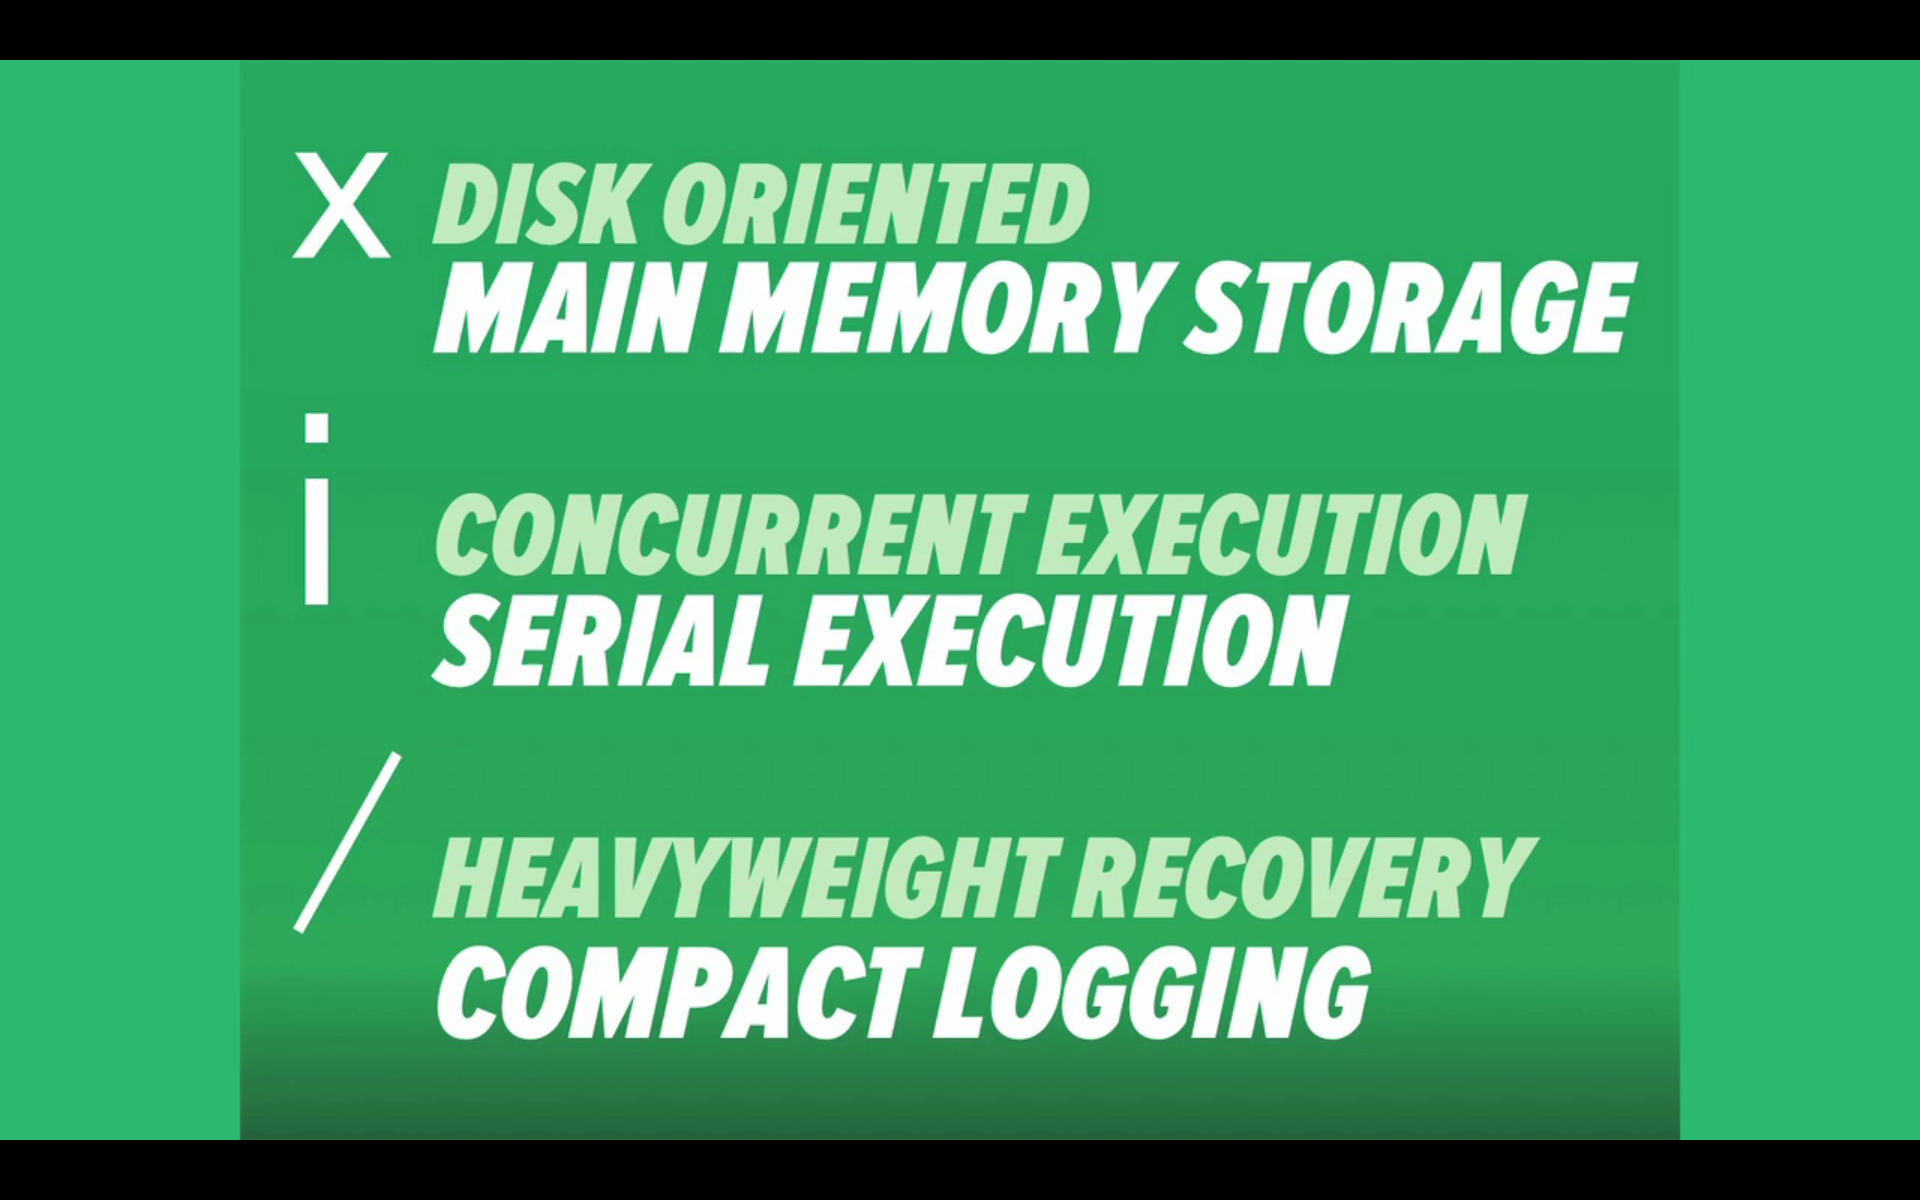 X DISK ORIENTED
MAIN MEMORY STORAGE
i CONCURRENT EXECUTION
SERIAL EXECUTION
/ HEAVYWEIGHT RECOVERY
COMPACT LOGGING